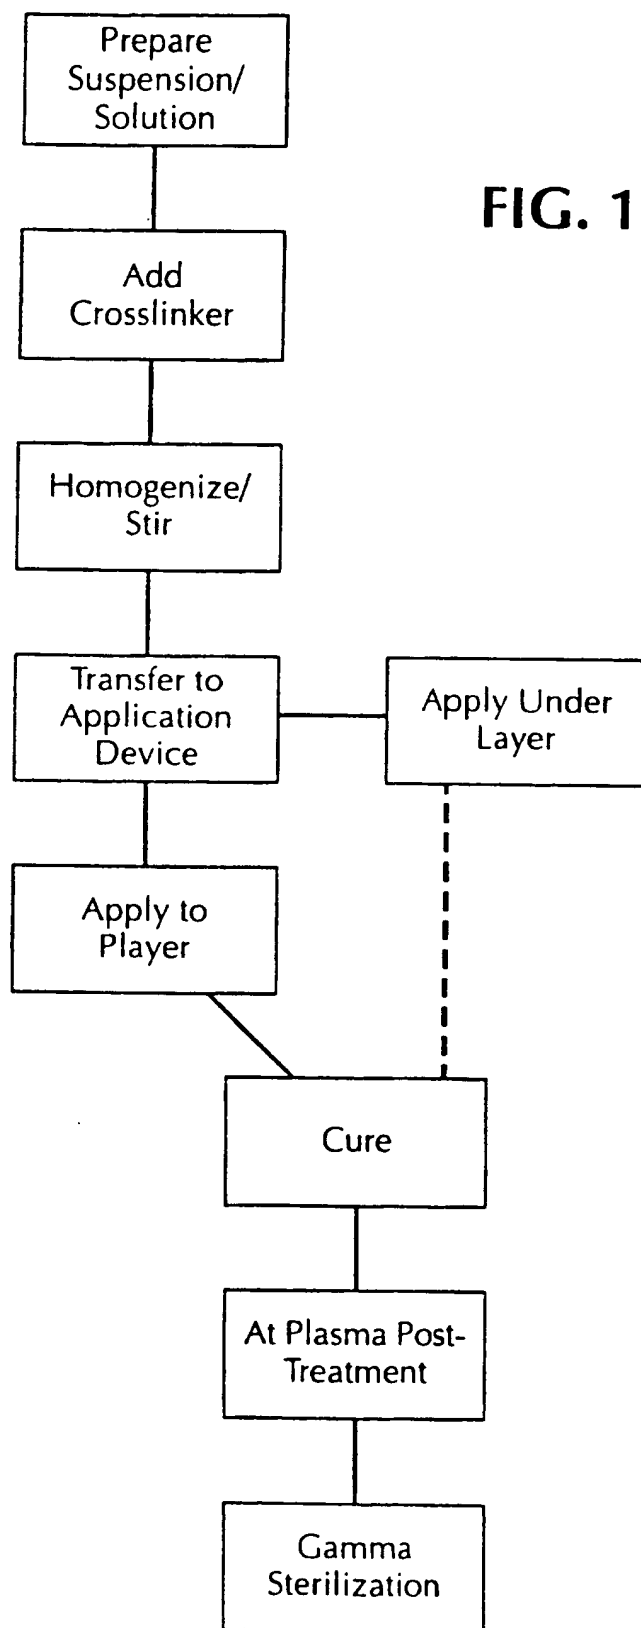 Prepare
Suspension/
Solution
FIG. 1
Add
Crosslinker
Homogenize/
Stir
Transfer to
Application
Device
Apply Under
Layer
Apply to
Player
Cure
At Plasma Post-
Treatment
Gamma
Sterilization